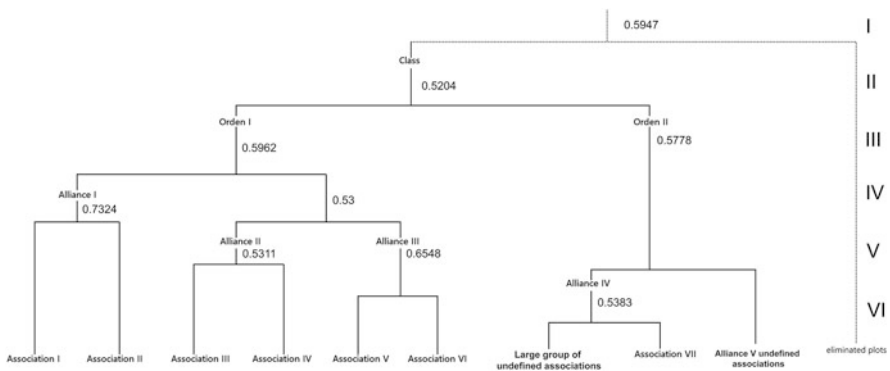 0.5947
I
Class
0.5204
II
Orden I
Orden II
0.5962
0.5778
III
Alliance I
0.7324
0.53
IV
Alliance II
Alliance III
0.5311
0.6548
V
Alliance IV
0.5383
VI
Association I
Association II
Association III
Association IV
Association V
Association VI
Large group of
undefined associations
Association VII
Alliance V undefined
associations
eliminated plots